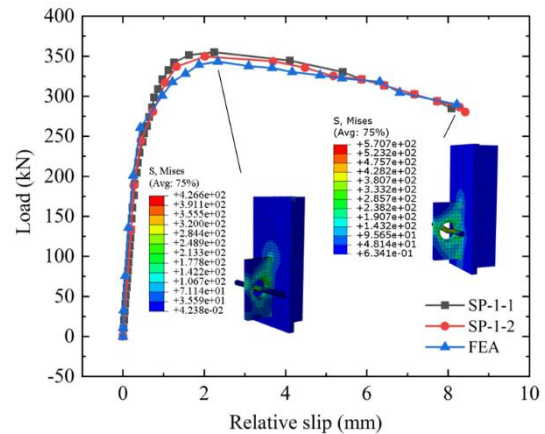 Load (kN)
400
350
300
250
200
150
100
50
0
-50
S, Mises
(Avg: 75%)
+4.266e+02
+3.911e+02
+3.555e+02
+3.200e+02
+2.844e+02
+2.489e+02
+2.133e+02
+1.778e+02
+1.422e+02
+1.067e+02
+7.114e+01
+3.559e+01
+4.238e-02
S, Mises
(Avg: 75%)
+5.707e+02
+5.232e+02
+4.757e+02
+4.282e+02
+3.807e+02
+3.332e+02
+2.857e+02
+2.382e+02
+1.907e+02
+1.432e+02
+9.565e+01
+4.814e+01
+6.341e-01
SP-1-1
SP-1-2
FEA
-2
0
2
4
6
8
10
Relative slip (mm)